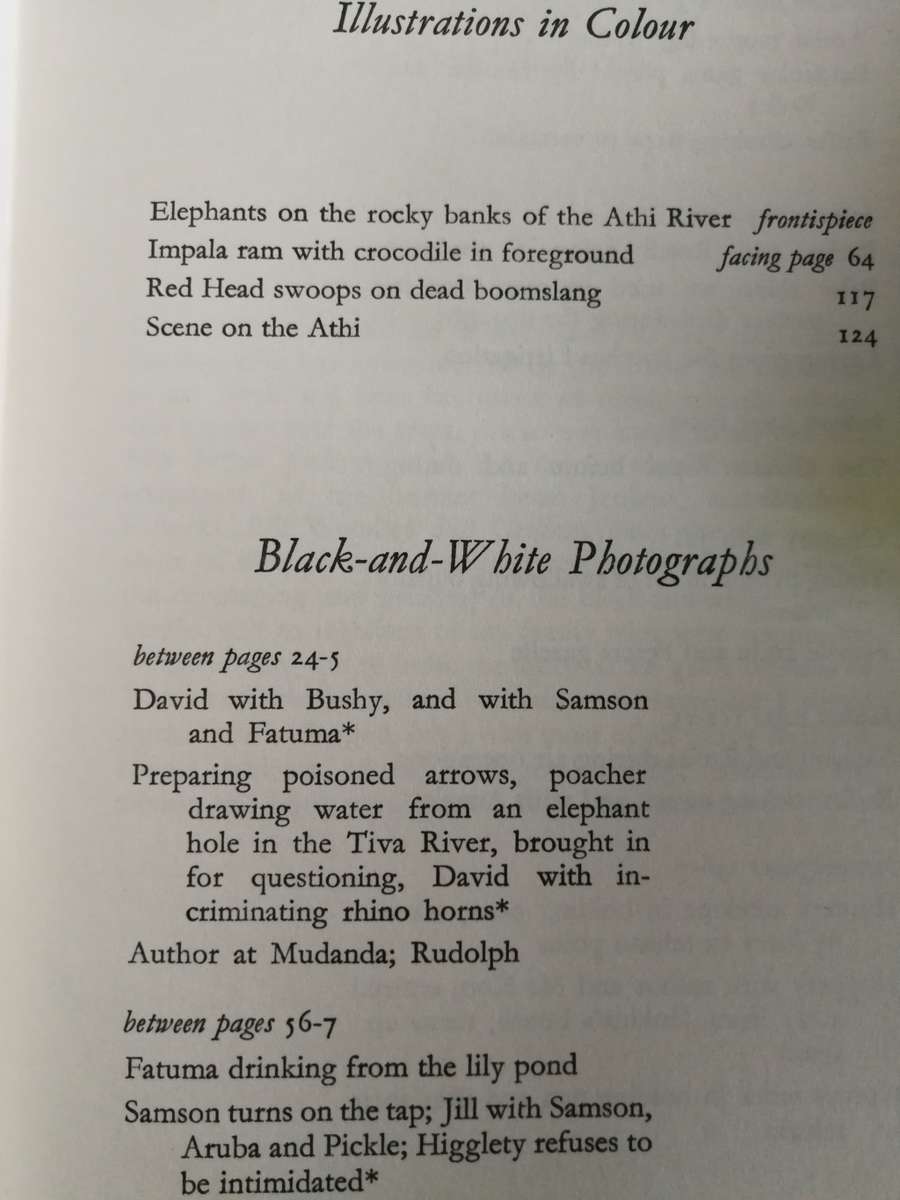 Illustrations in Colour
Elephants on the rocky banks of the Athi River frontispiece
Impala ram with crocodile in foreground facing page 64
Red Head swoops on dead boomslang 117
Scene on the Athi 124
Black-and-White Photographs
between pages 24-5
David with Bushy, and with Samson
and Fatuma*
Preparing poisoned arrows, poacher
drawing water from an elephant
hole in the Tiva River, brought in
for questioning, David with in-
criminating rhino horns*
Author at Mudanda; Rudolph
between pages 56-7
Fatuma drinking from the lily pond
Samson turns on the tap; Jill with Samson,
Aruba and Pickle; Higglety refuses to
be intimidated*